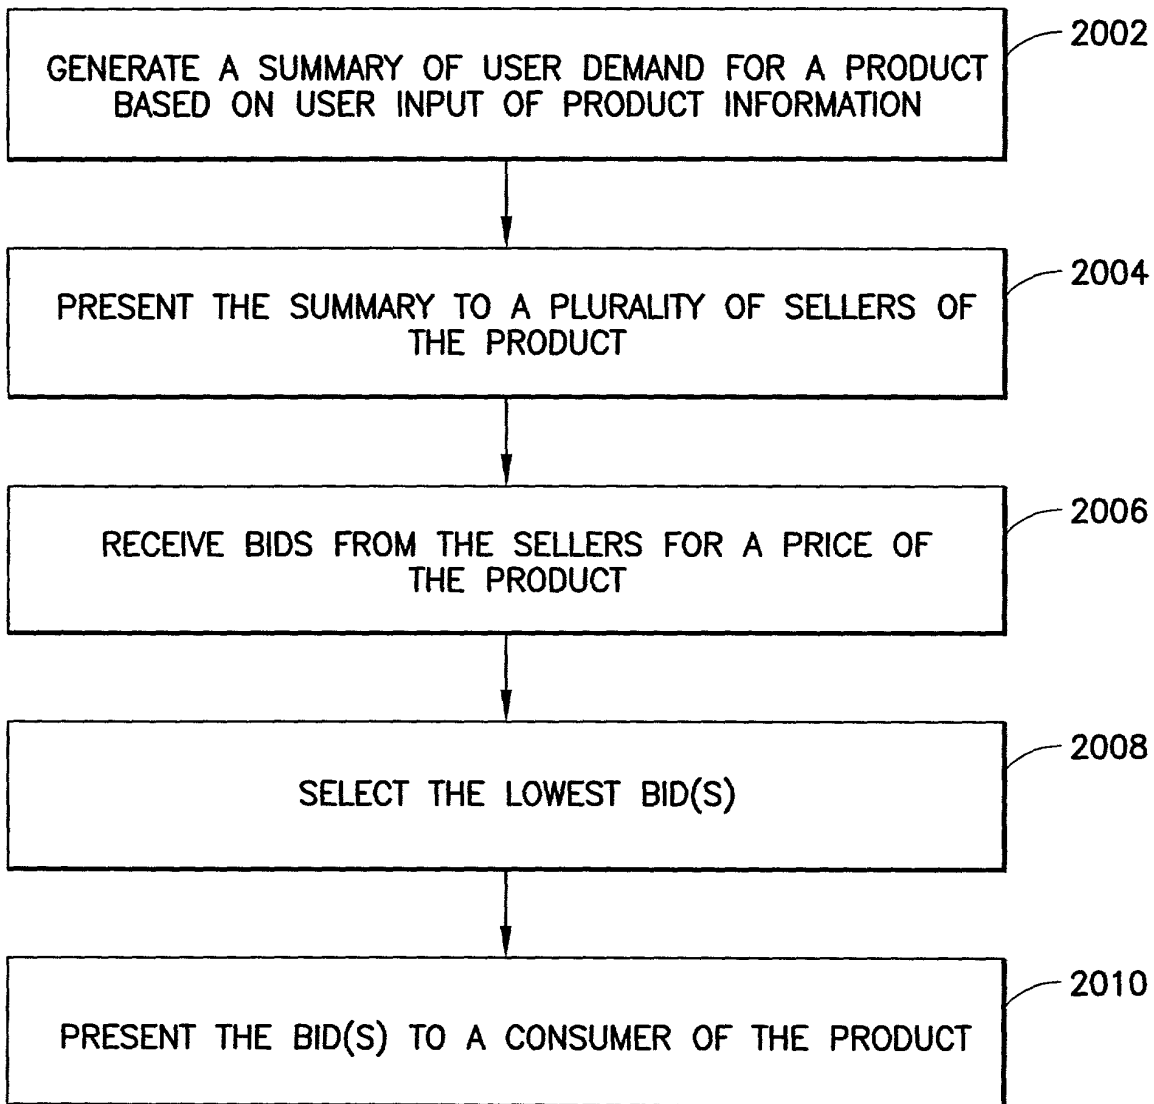 2002
GENERATE A SUMMARY OF USER DEMAND FOR A PRODUCT
BASED ON USER INPUT OF PRODUCT INFORMATION
2004
PRESENT THE SUMMARY TO A PLURALITY OF SELLERS OF
THE PRODUCT
2006
RECEIVE BIDS FROM THE SELLERS FOR A PRICE OF
THE PRODUCT
2008
SELECT THE LOWEST BID(S)
2010
PRESENT THE BID(S) TO A CONSUMER OF THE PRODUCT